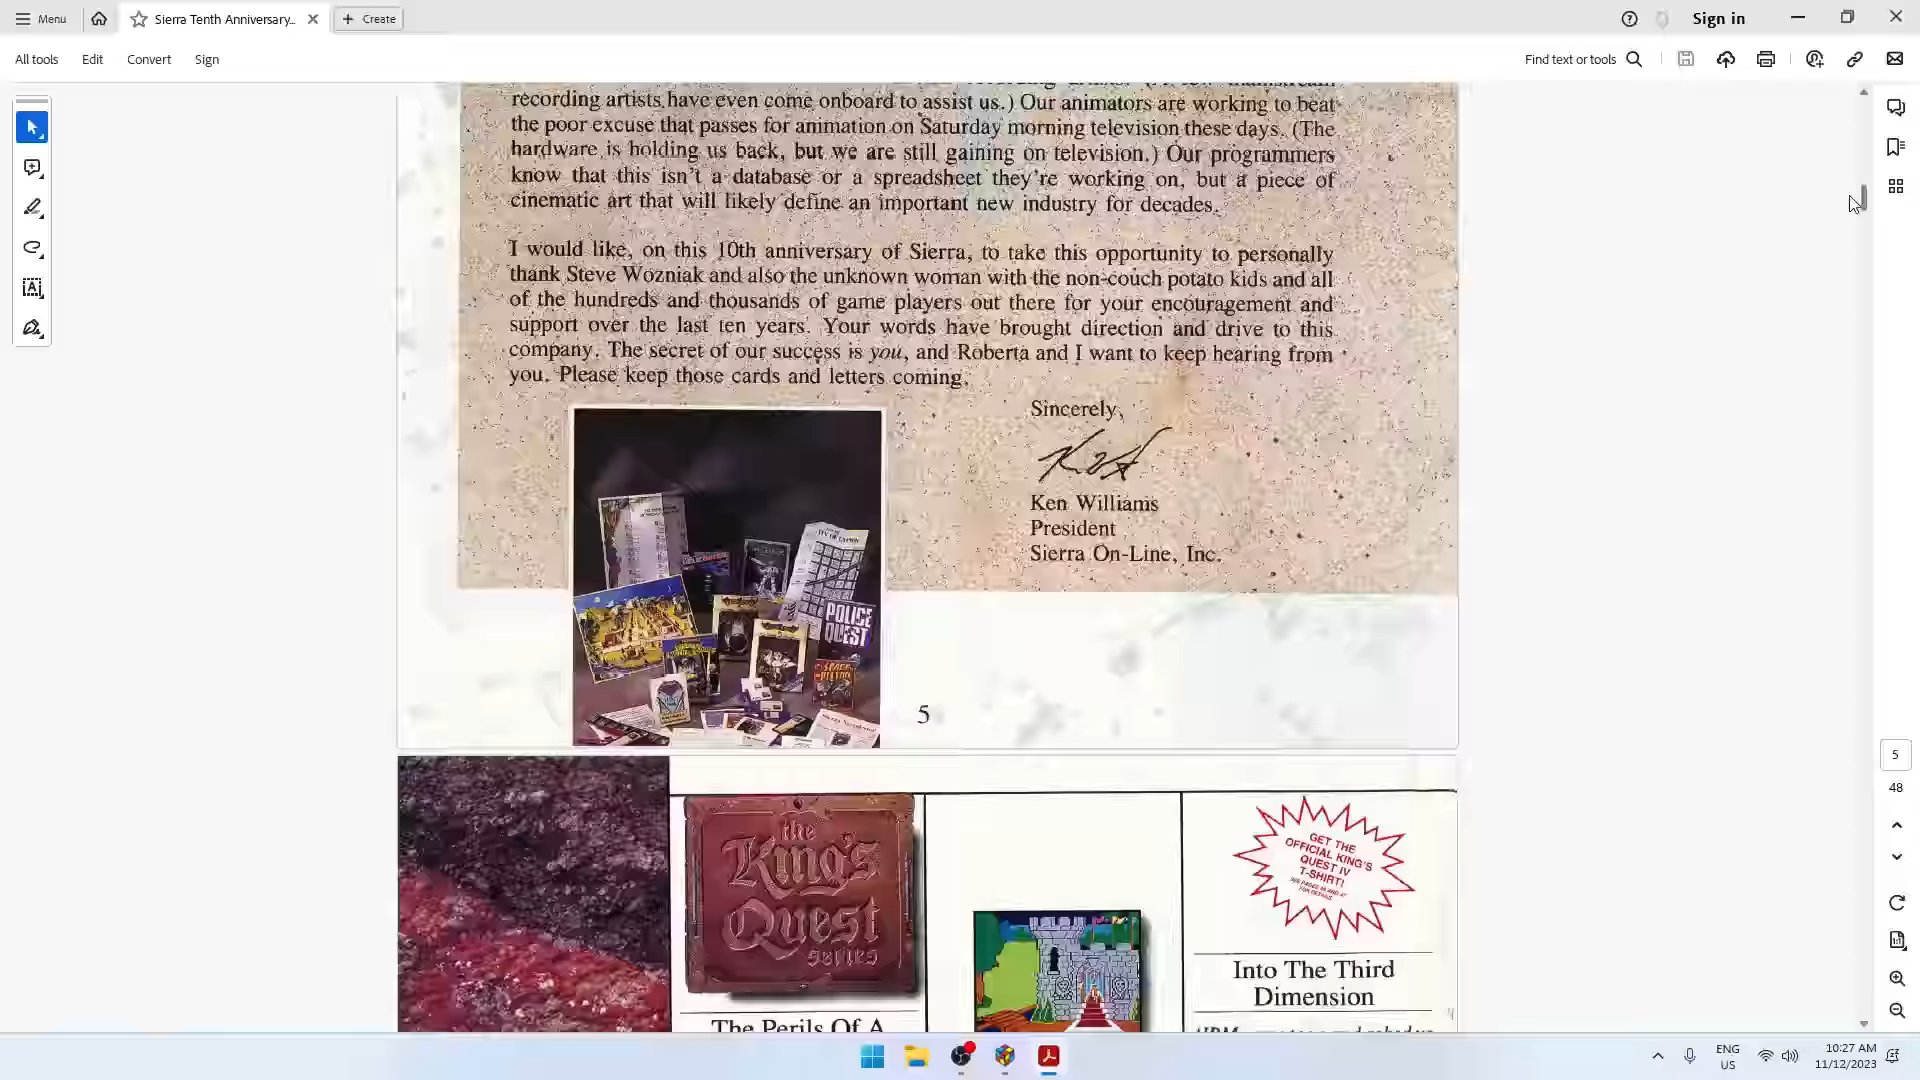 Menu
Sierra Tenth Anniversary...
Create
Sign in
All tools
Edit
Convert
Sign
Find text or tools
recording artists have even come onboard to assist us.) Our animators are working to beat
the poor excuse that passes for animation on Saturday morning television these days. (The
hardware is holding us back, but we are still gaining on television.) Our programmers
know that this isn't a database or a spreadsheet they're working on, but a piece of
cinematic art that will likely define an important new industry for decades.
I would like, on this 10th anniversary of Sierra, to take this opportunity to personally
thank Steve Wozniak and also the unknown woman with the non-couch potato kids and all
of the hundreds and thousands of game players out there for your encouragement and
support over the last ten years. Your words have brought direction and drive to this
company. The secret of our success is you, and Roberta and I want to keep hearing from
you. Please keep those cards and letters coming.
Sincerely,
Ken Williams
President
Sierra On-Line, Inc.
POLICE
QUEST
5
the
King's
Quest
series
The Perils Of A
GET THE
OFFICIAL KING'S
QUEST IV
T-SHIRT!
Into The Third
Dimension
5
48
ENG
US
10:27 AM
11/12/2023